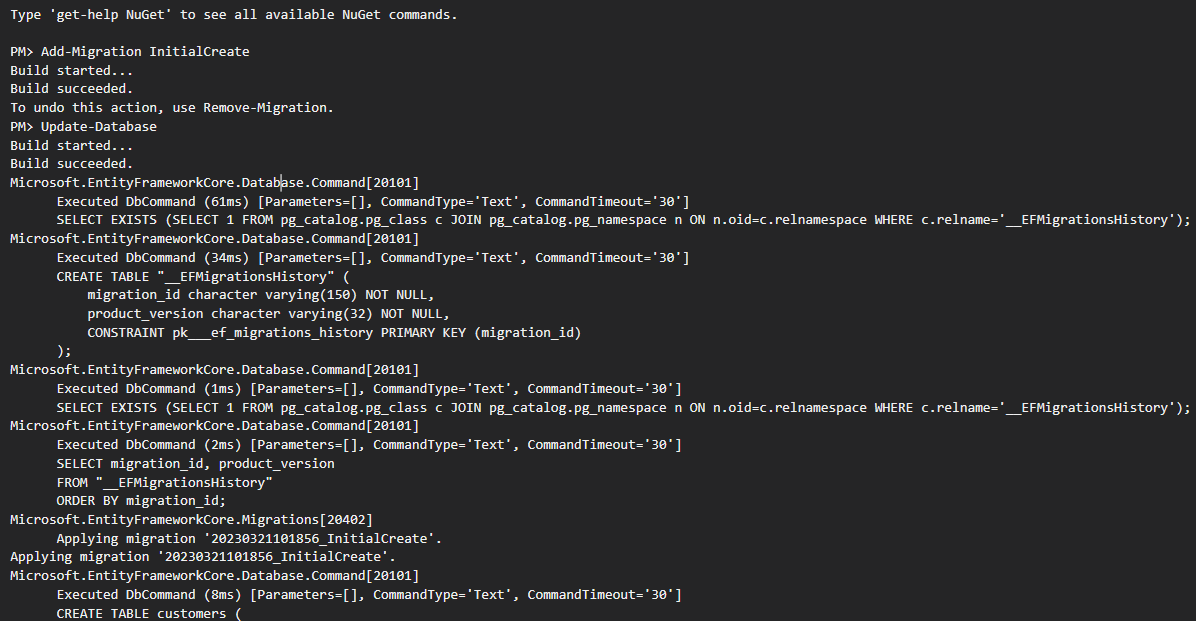 Type 'get-help NuGet' to see all available NuGet commands.
PM> Add-Migration InitialCreate
Build started...
Build succeeded.
To undo this action, use Remove-Migration.
PM> Update-Database
Build started...
Build succeeded.
Microsoft.EntityFrameworkCore.Database.Command[20101]
      Executed DbCommand (61ms) [Parameters=[], CommandType='Text', CommandTimeout='30']
      SELECT EXISTS (SELECT 1 FROM pg_catalog.pg_class c JOIN pg_catalog.pg_namespace n ON n.oid=c.relnamespace WHERE c.relname='__EFMigrationsHistory');
Microsoft.EntityFrameworkCore.Database.Command[20101]
      Executed DbCommand (34ms) [Parameters=[], CommandType='Text', CommandTimeout='30']
      CREATE TABLE "__EFMigrationsHistory" (
          migration_id character varying(150) NOT NULL,
          product_version character varying(32) NOT NULL,
          CONSTRAINT pk___ef_migrations_history PRIMARY KEY (migration_id)
      );
Microsoft.EntityFrameworkCore.Database.Command[20101]
      Executed DbCommand (1ms) [Parameters=[], CommandType='Text', CommandTimeout='30']
      SELECT EXISTS (SELECT 1 FROM pg_catalog.pg_class c JOIN pg_catalog.pg_namespace n ON n.oid=c.relnamespace WHERE c.relname='__EFMigrationsHistory');
Microsoft.EntityFrameworkCore.Database.Command[20101]
      Executed DbCommand (2ms) [Parameters=[], CommandType='Text', CommandTimeout='30']
      SELECT migration_id, product_version
      FROM "__EFMigrationsHistory"
      ORDER BY migration_id;
Microsoft.EntityFrameworkCore.Migrations[20402]
      Applying migration '20230321101856_InitialCreate'.
Applying migration '20230321101856_InitialCreate'.
Microsoft.EntityFrameworkCore.Database.Command[20101]
      Executed DbCommand (8ms) [Parameters=[], CommandType='Text', CommandTimeout='30']
      CREATE TABLE customers (